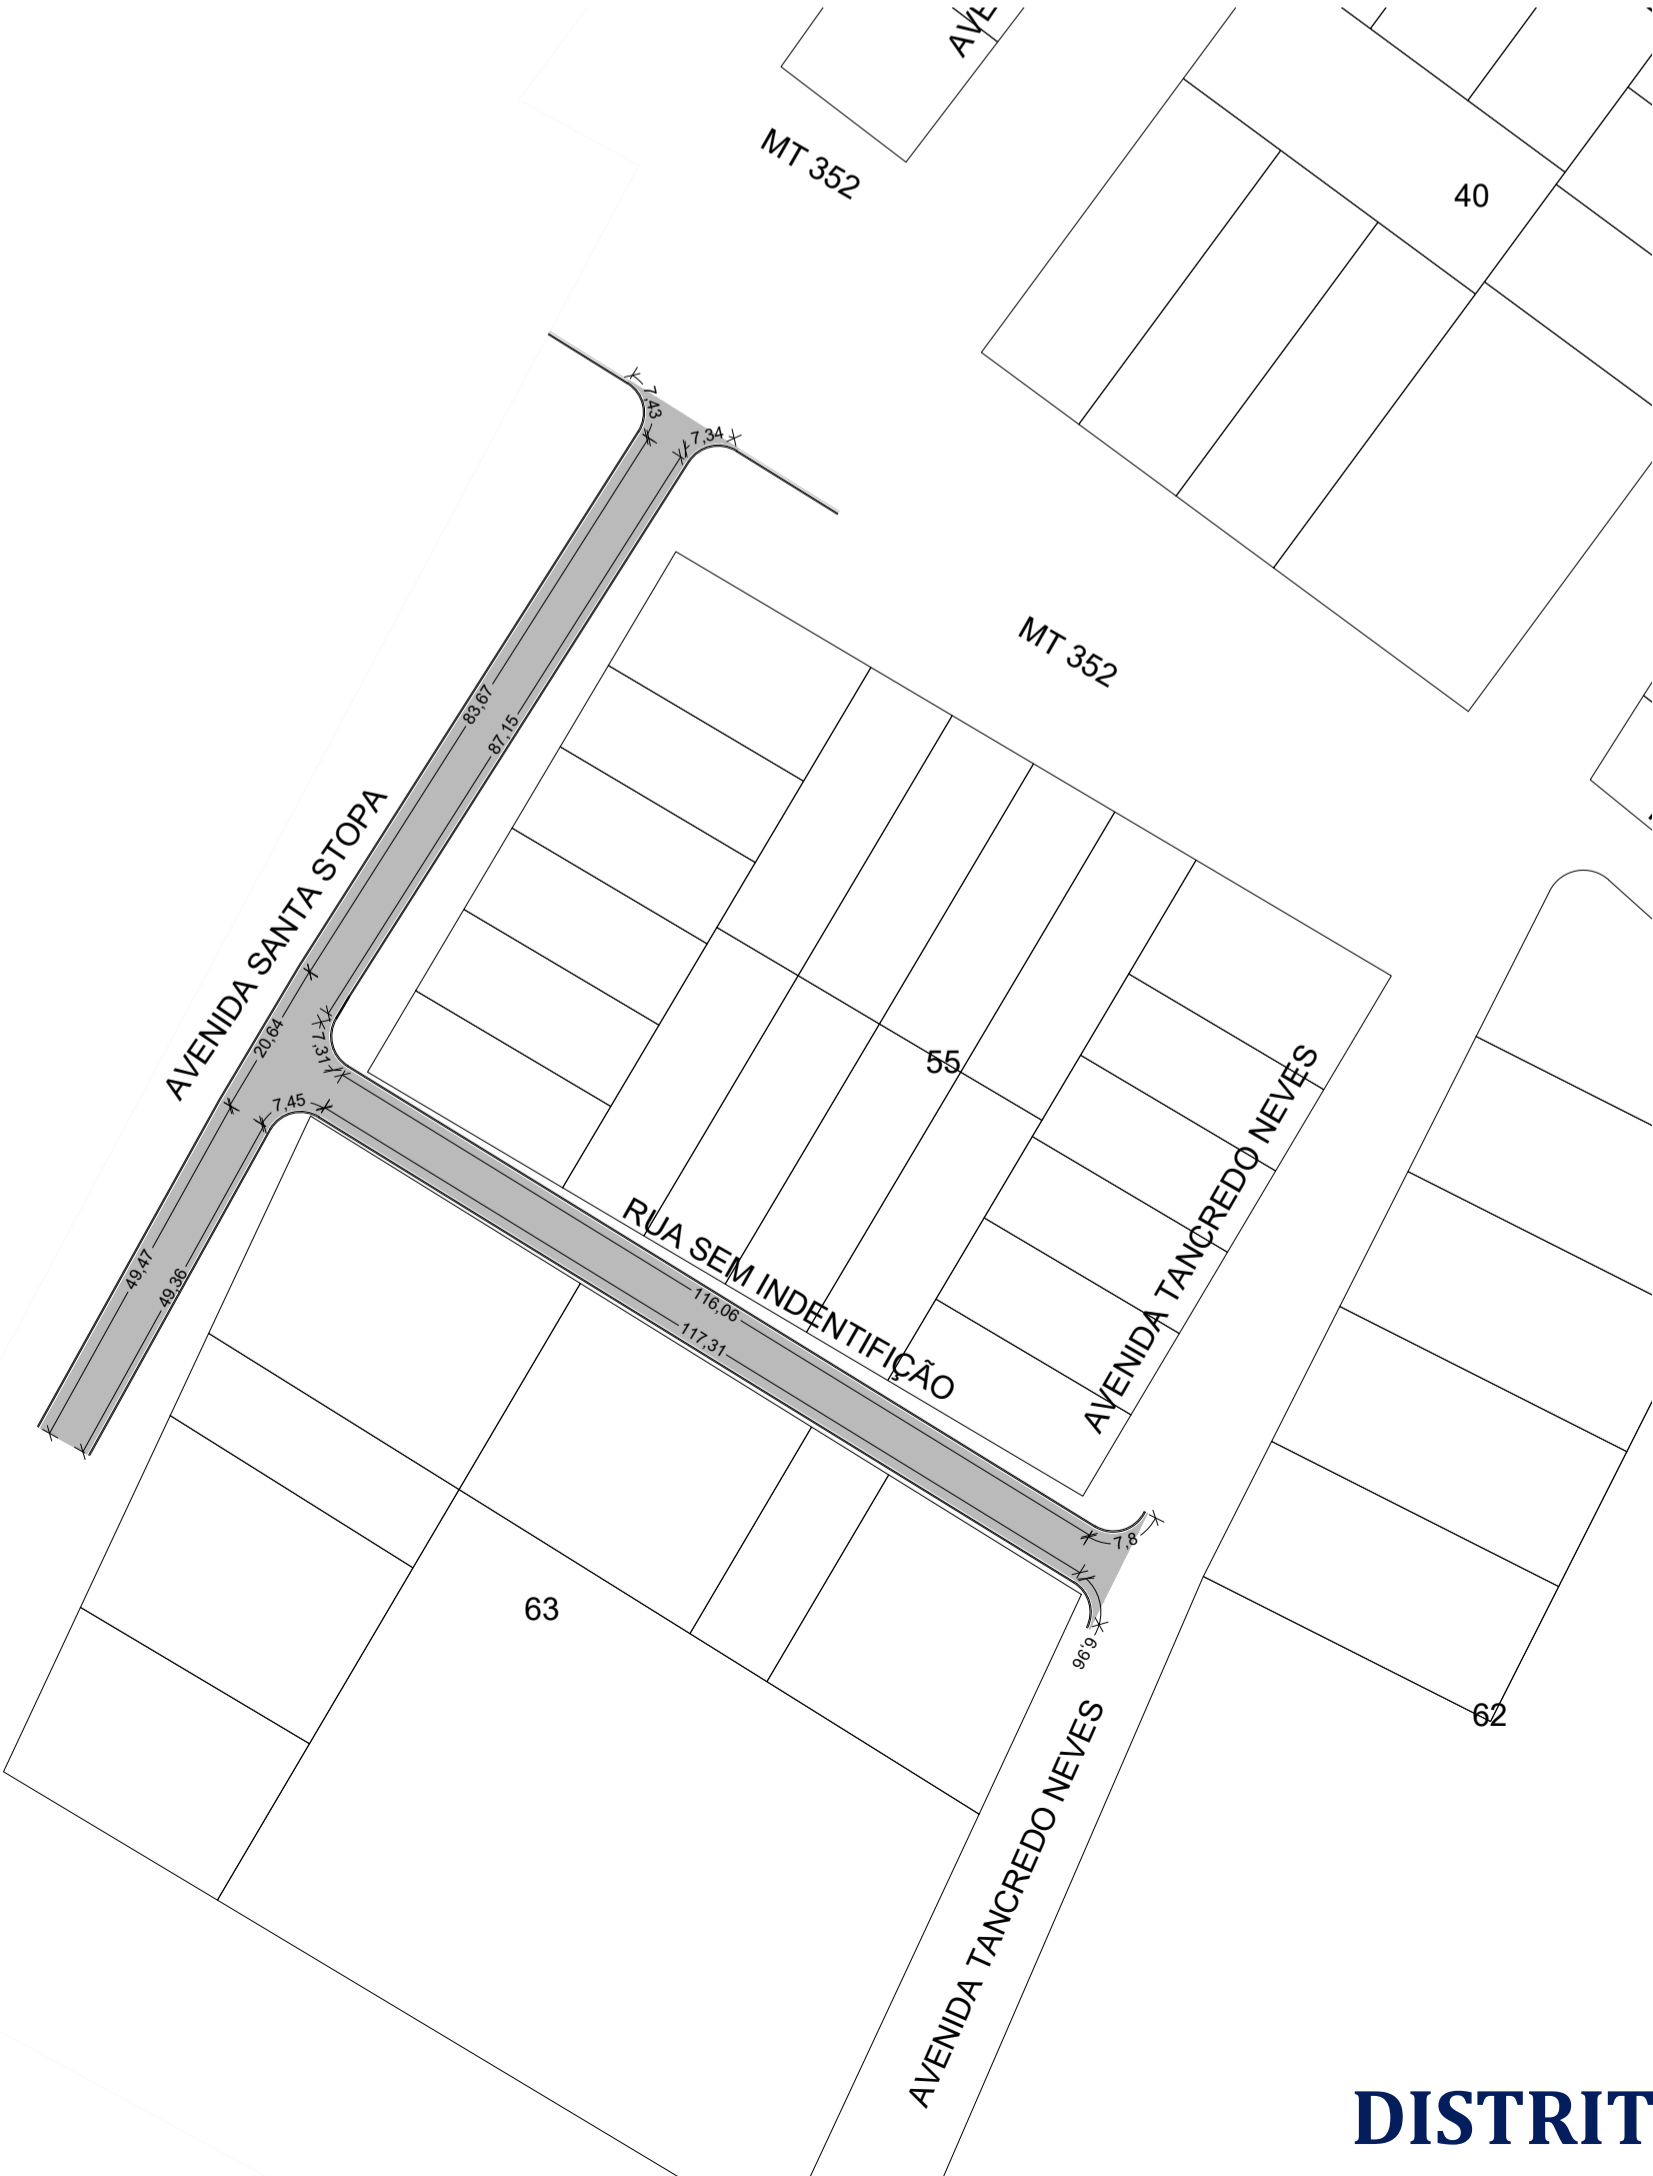 AVE
MT 352
40
7,43
7,34
MT 352
83,67
87,15
AVENIDA SANTA STOPA
20,64
7,31
55
AVENIDA TANCREDO NEVES
7,45
RUA SEM INDENTIFIÇÃO
49,47
49,36
116,06
117,31
7,8
63
6,96
62
AVENIDA TANCREDO NEVES
DISTRIT